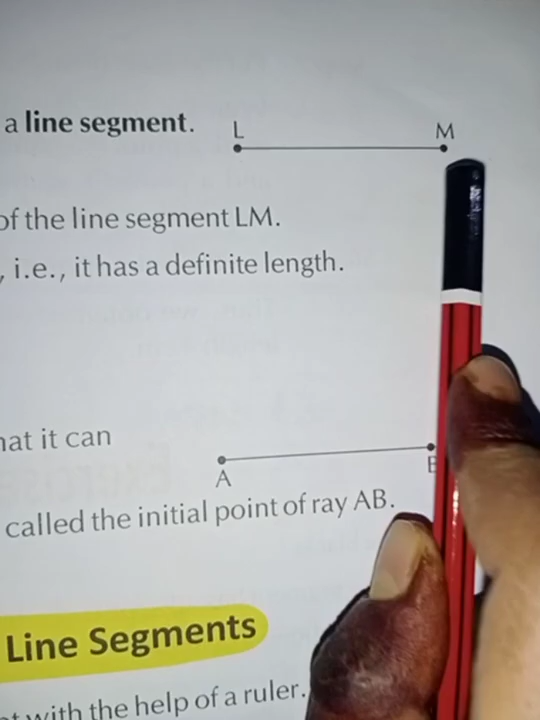 a line segment.
L M
of the line segment LM.
, i.e., it has a definite length.
that it can
A
called the initial point of ray AB.
Line Segments
with the help of a ruler.